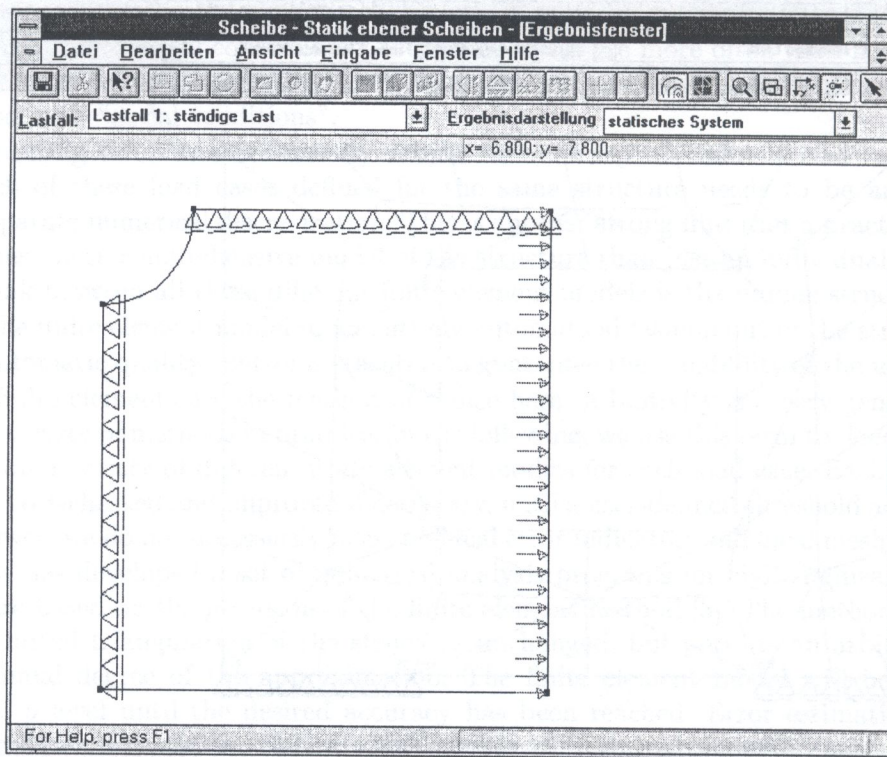 Scheibe - Statik ebener Scheiben - [Ergebnisfenster]
Datei Bearbeiten Ansicht Eingabe Fenster Hilfe
Lastfall: Lastfall 1: ständige Last Ergebnisdarstellung statisches System
x= 6.800; y= 7.800
For Help, press F1